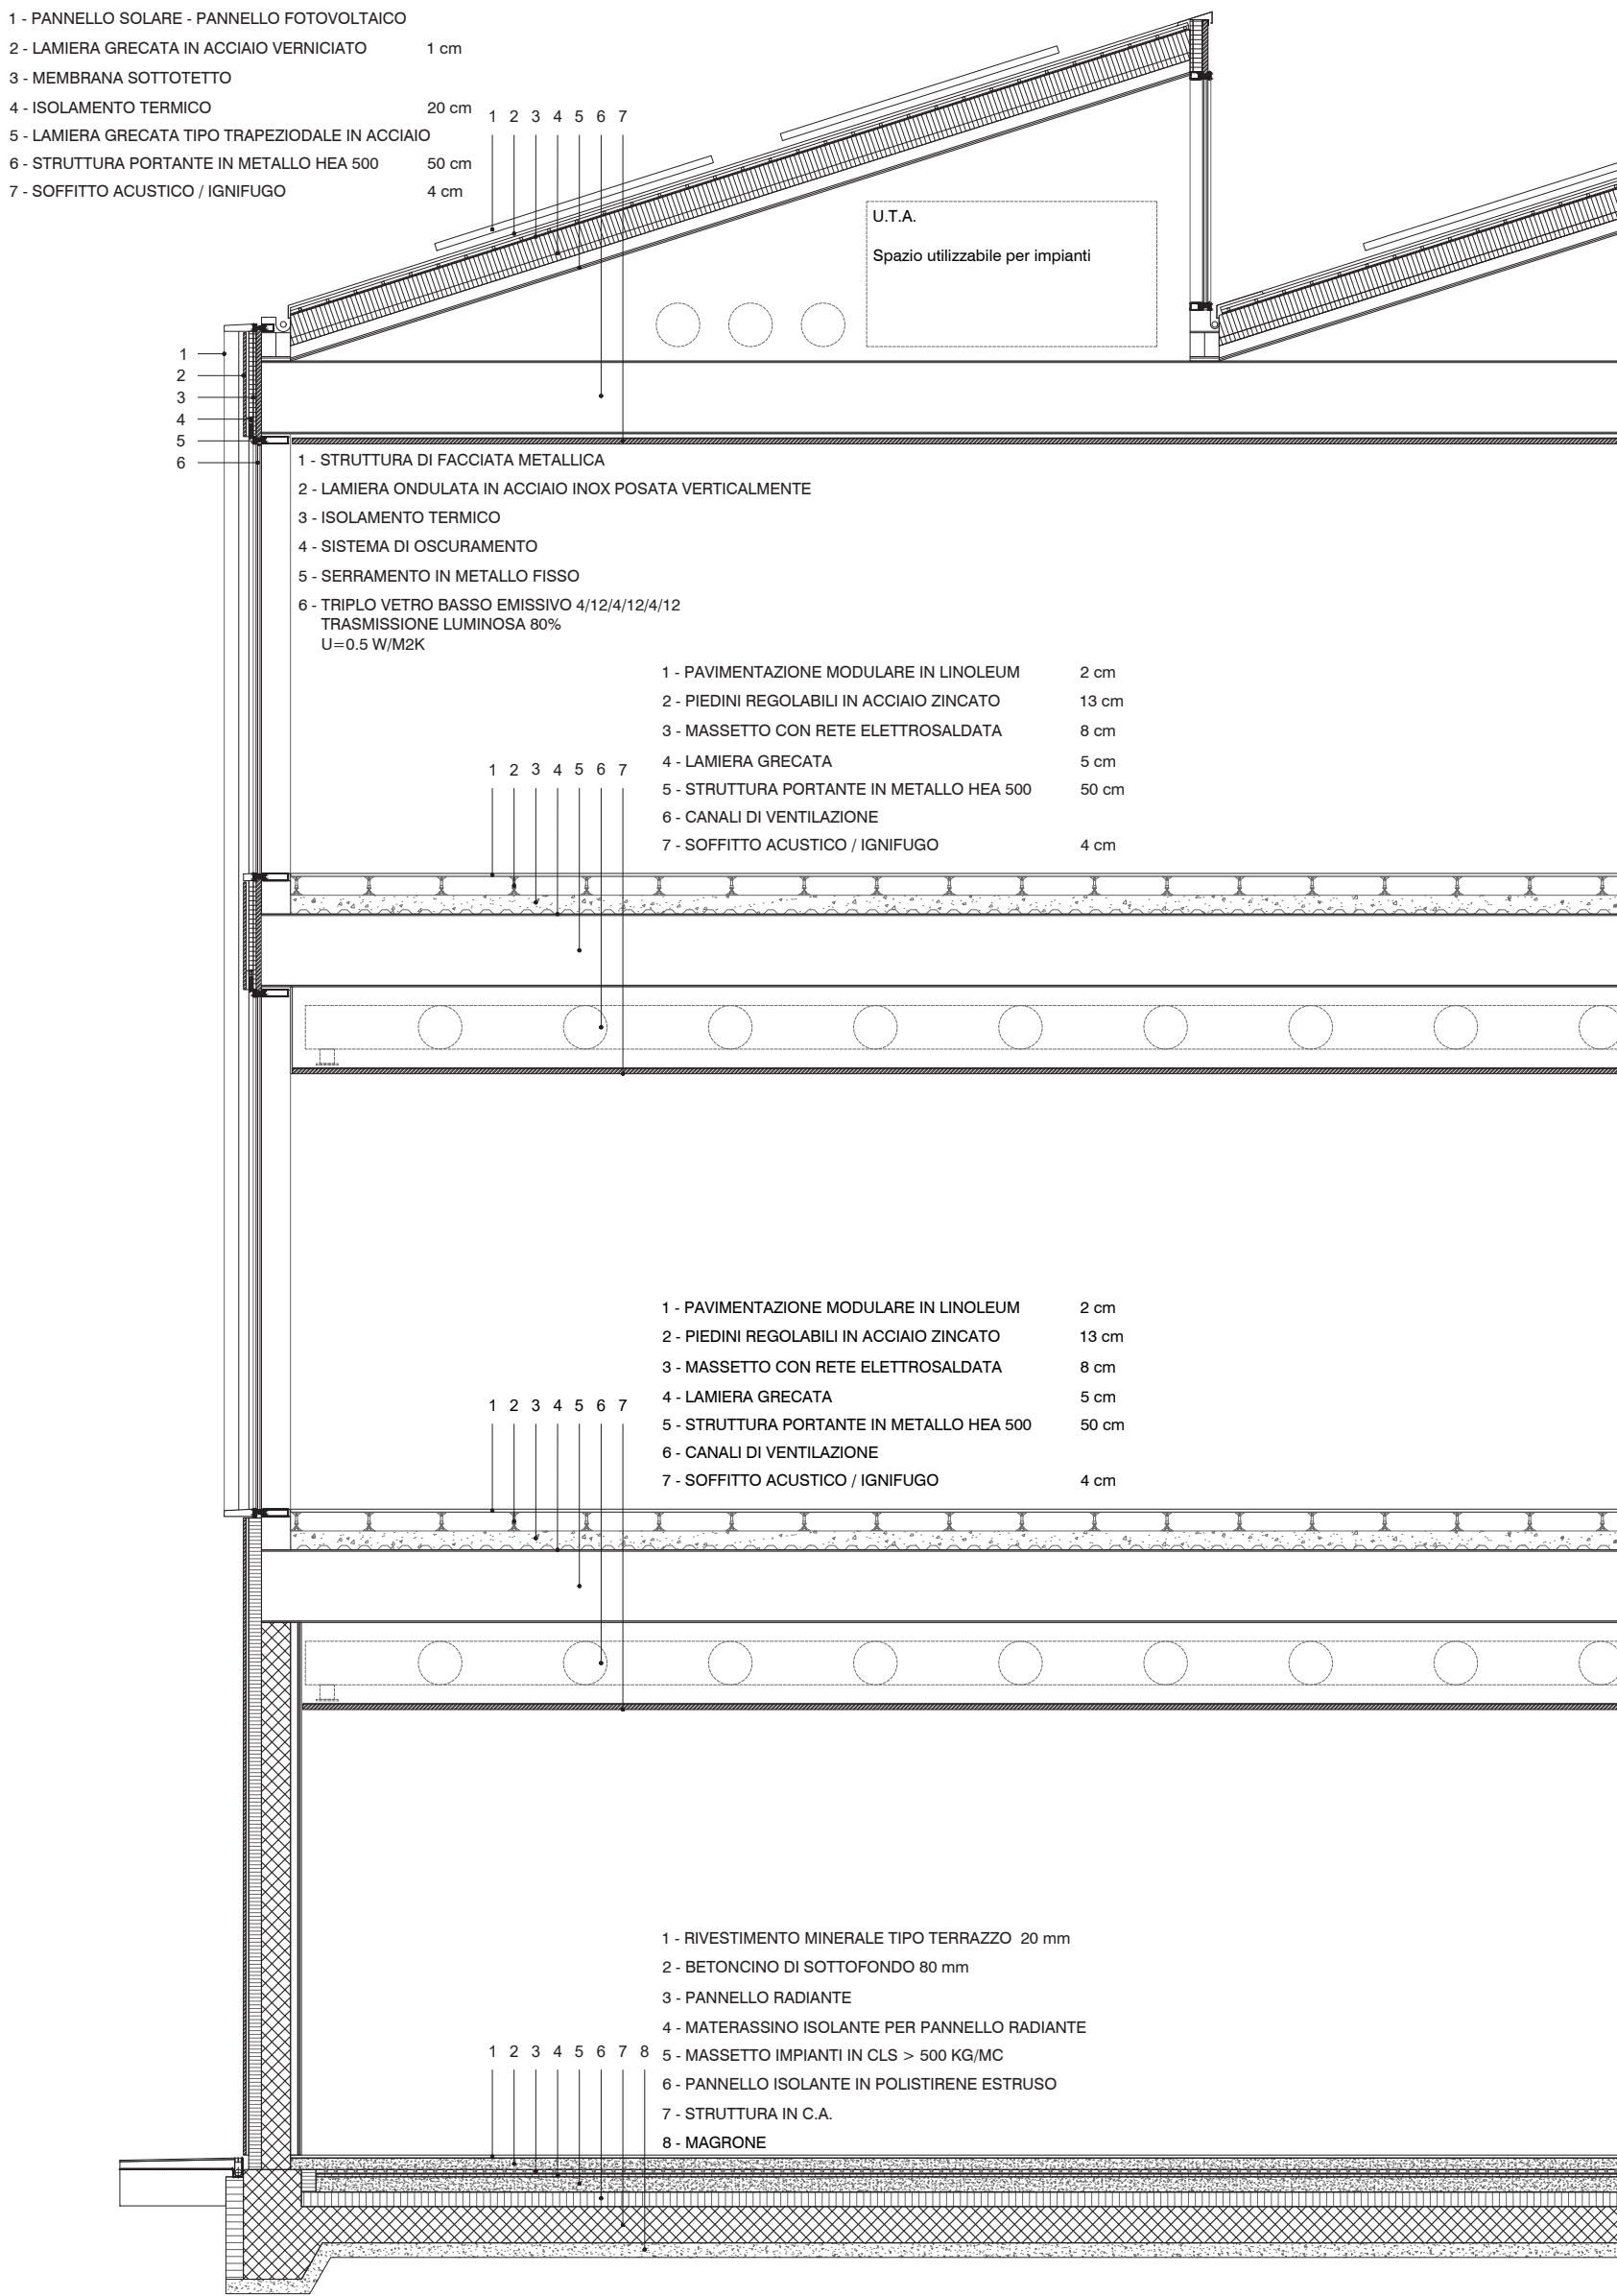 1 - PANNELLO SOLARE - PANNELLO FOTOVOLTAICO
2 - LAMIERA GRECATA IN ACCIAIO VERNICIATO 1 cm
3 - MEMBRANA SOTTOTETTO
4 - ISOLAMENTO TERMICO 20 cm
5 - LAMIERA GRECATA TIPO TRAPEZIODALE IN ACCIAIO
6 - STRUTTURA PORTANTE IN METALLO HEA 500 50 cm
7 - SOFFITTO ACUSTICO / IGNIFUGO 4 cm
1 2 3 4 5 6 7
U.T.A.
Spazio utilizzabile per impianti
1
2
3
4
5
6
1 - STRUTTURA DI FACCIATA METALLICA
2 - LAMIERA ONDULATA IN ACCIAIO INOX POSATA VERTICALMENTE
3 - ISOLAMENTO TERMICO
4 - SISTEMA DI OSCURAMENTO
5 - SERRAMENTO IN METALLO FISSO
6 - TRIPLO VETRO BASSO EMISSIVO 4/12/4/12/4/12
TRASMISSIONE LUMINOSA 80%
U=0.5 W/M2K
1 - PAVIMENTAZIONE MODULARE IN LINOLEUM 2 cm
2 - PIEDINI REGOLABILI IN ACCIAIO ZINCATO 13 cm
3 - MASSETTO CON RETE ELETTROSALDATA 8 cm
4 - LAMIERA GRECATA 5 cm
5 - STRUTTURA PORTANTE IN METALLO HEA 500 50 cm
6 - CANALI DI VENTILAZIONE
7 - SOFFITTO ACUSTICO / IGNIFUGO 4 cm
1 2 3 4 5 6 7
1 - PAVIMENTAZIONE MODULARE IN LINOLEUM 2 cm
2 - PIEDINI REGOLABILI IN ACCIAIO ZINCATO 13 cm
3 - MASSETTO CON RETE ELETTROSALDATA 8 cm
4 - LAMIERA GRECATA 5 cm
5 - STRUTTURA PORTANTE IN METALLO HEA 500 50 cm
6 - CANALI DI VENTILAZIONE
7 - SOFFITTO ACUSTICO / IGNIFUGO 4 cm
1 2 3 4 5 6 7
1 - RIVESTIMENTO MINERALE TIPO TERRAZZO 20 mm
2 - BETONCINO DI SOTTOFONDO 80 mm
3 - PANNELLO RADIANTE
4 - MATERASSINO ISOLANTE PER PANNELLO RADIANTE
5 - MASSETTO IMPIANTI IN CLS > 500 KG/MC
6 - PANNELLO ISOLANTE IN POLISTIRENE ESTRUSO
7 - STRUTTURA IN C.A.
8 - MAGRONE
1 2 3 4 5 6 7 8